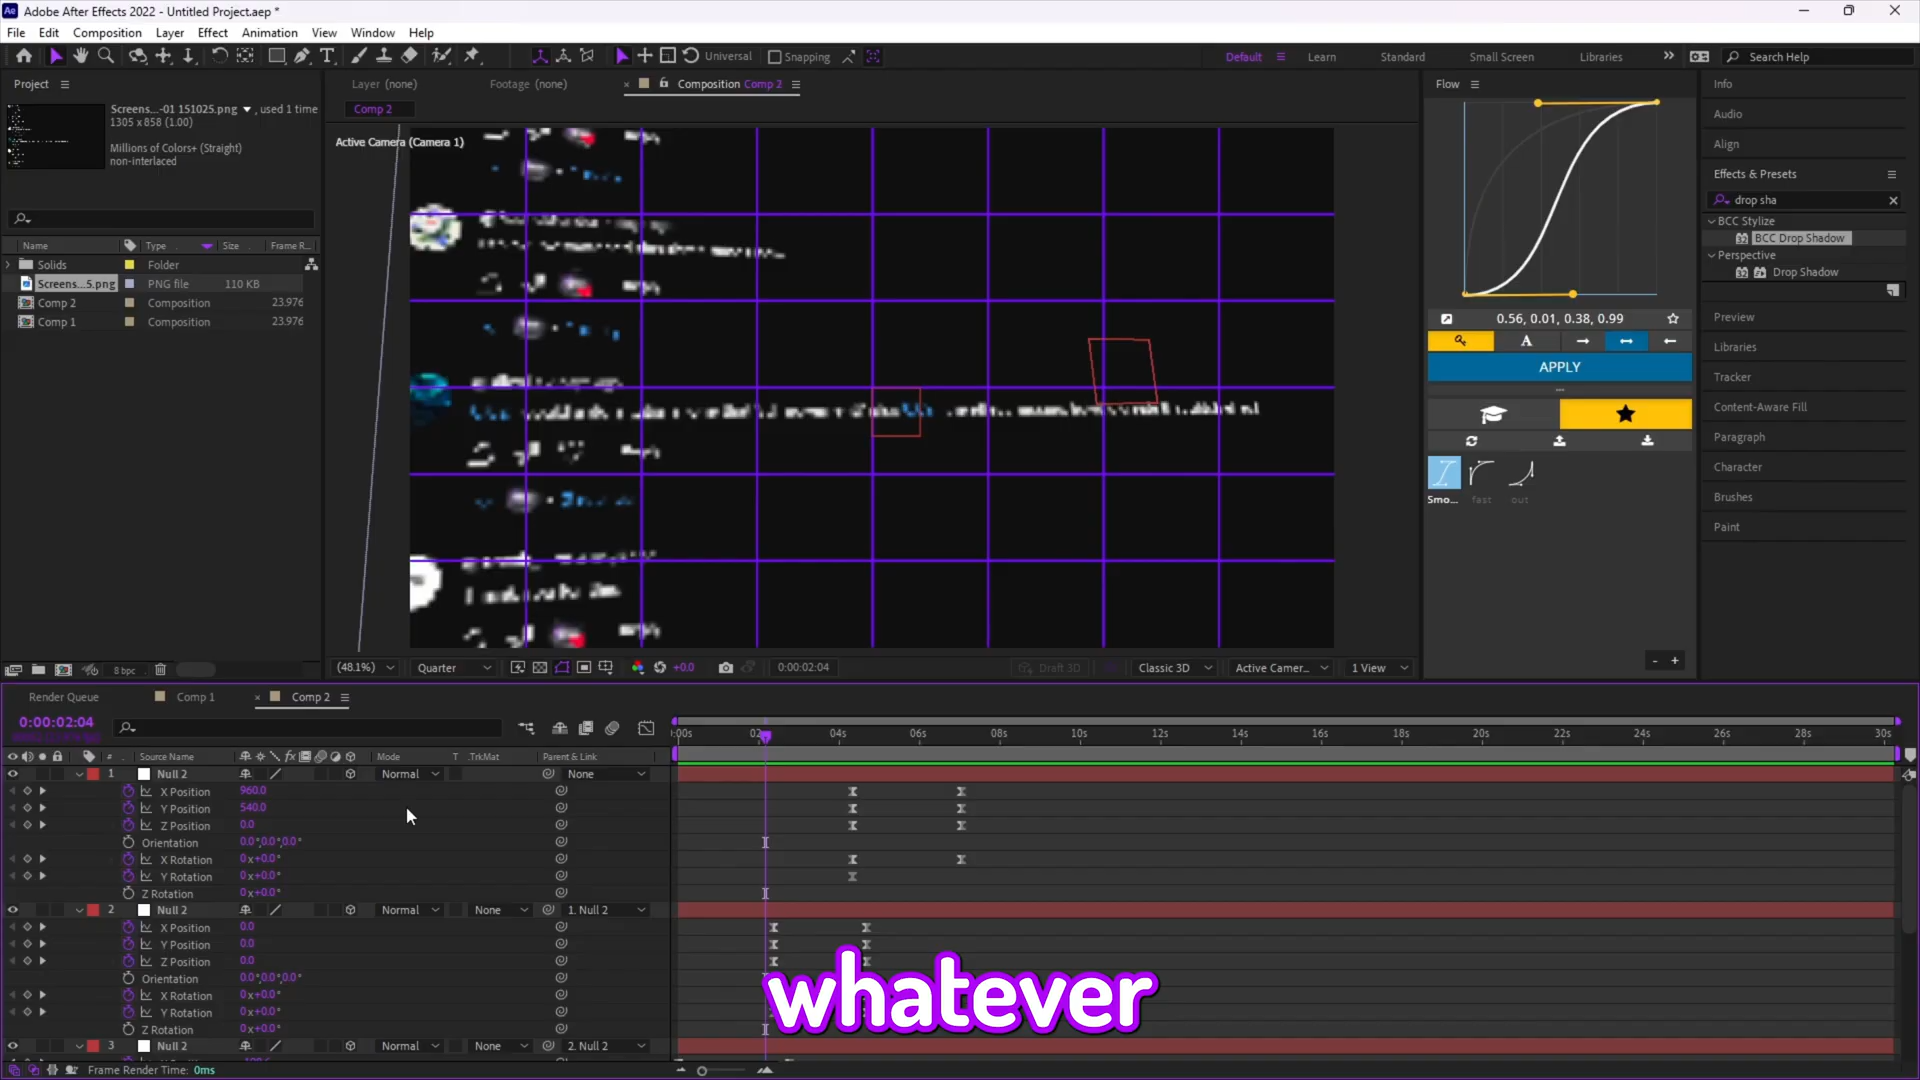 Adobe After Effects 2022 - Untitled Project.aep *
File Edit Composition Layer Effect Animation View Window Help
Universal Snapping Default Learn Standard Small Screen Libraries Search Help
Project Layer (none) Footage (none) Composition Comp 2 Flow Info
Screens...-01 151025.png , used 1 time
1305 x 858 (1.00)
Millions of Colors+ (Straight)
non-interlaced
Comp 2
Active Camera (Camera 1)
Audio
Align
Effects & Presets
drop sha
BCC Stylize
BCC Drop Shadow
Perspective
Drop Shadow
Name Type Size Frame R...
Solids Folder
Screens...5.png PNG file 110 KB
Comp 2 Composition 23.976
Comp 1 Composition 23.976
0.56, 0.01, 0.38, 0.99
A
APPLY
Smo... fast out
Preview
Libraries
Tracker
Content-Aware Fill
Paragraph
Character
Brushes
Paint
8 bpc (48.1%) Quarter +0.0 0:00:02:04 Draft 3D Classic 3D Active Camer... 1 View - +
Render Queue Comp 1 Comp 2
0:00:02:04
:00s 02 04s 06s 08s 10s 12s 14s 16s 18s 20s 22s 24s 26s 28s 30s
# Source Name fx Mode T .TrkMat Parent & Link
1 Null 2 Normal None
X Position 960.0
Y Position 540.0
Z Position 0.0
Orientation 0.0°,0.0°,0.0°
X Rotation 0x+0.0°
Y Rotation 0x+0.0°
Z Rotation 0x+0.0°
2 Null 2 Normal None 1. Null 2
X Position 0.0
Y Position 0.0
Z Position 0.0
Orientation 0.0°,0.0°,0.0°
X Rotation 0x+0.0°
Y Rotation 0x+0.0°
Z Rotation 0x+0.0°
3 Null 2 Normal None 2. Null 2
whatever
Frame Render Time: 0ms